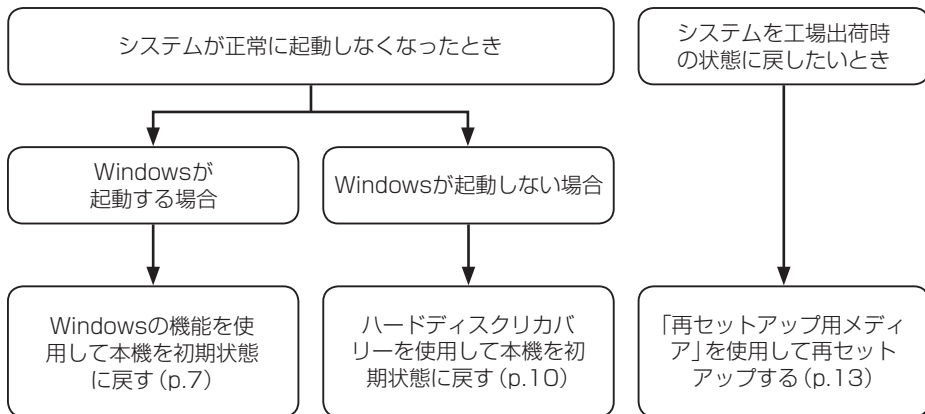 システムが正常に起動しなくなったとき
システムを工場出荷時
の状態に戻したいとき
Windowsが
起動する場合
Windowsが起動しない場合
Windowsの機能を使
用して本機を初期状態
に戻す（p.7）
ハードディスクリカバ
リーを使用して本機を初
期状態に戻す（p.10）
「再セットアップ用メディ
ア」を使用して再セット
アップする（p.13）